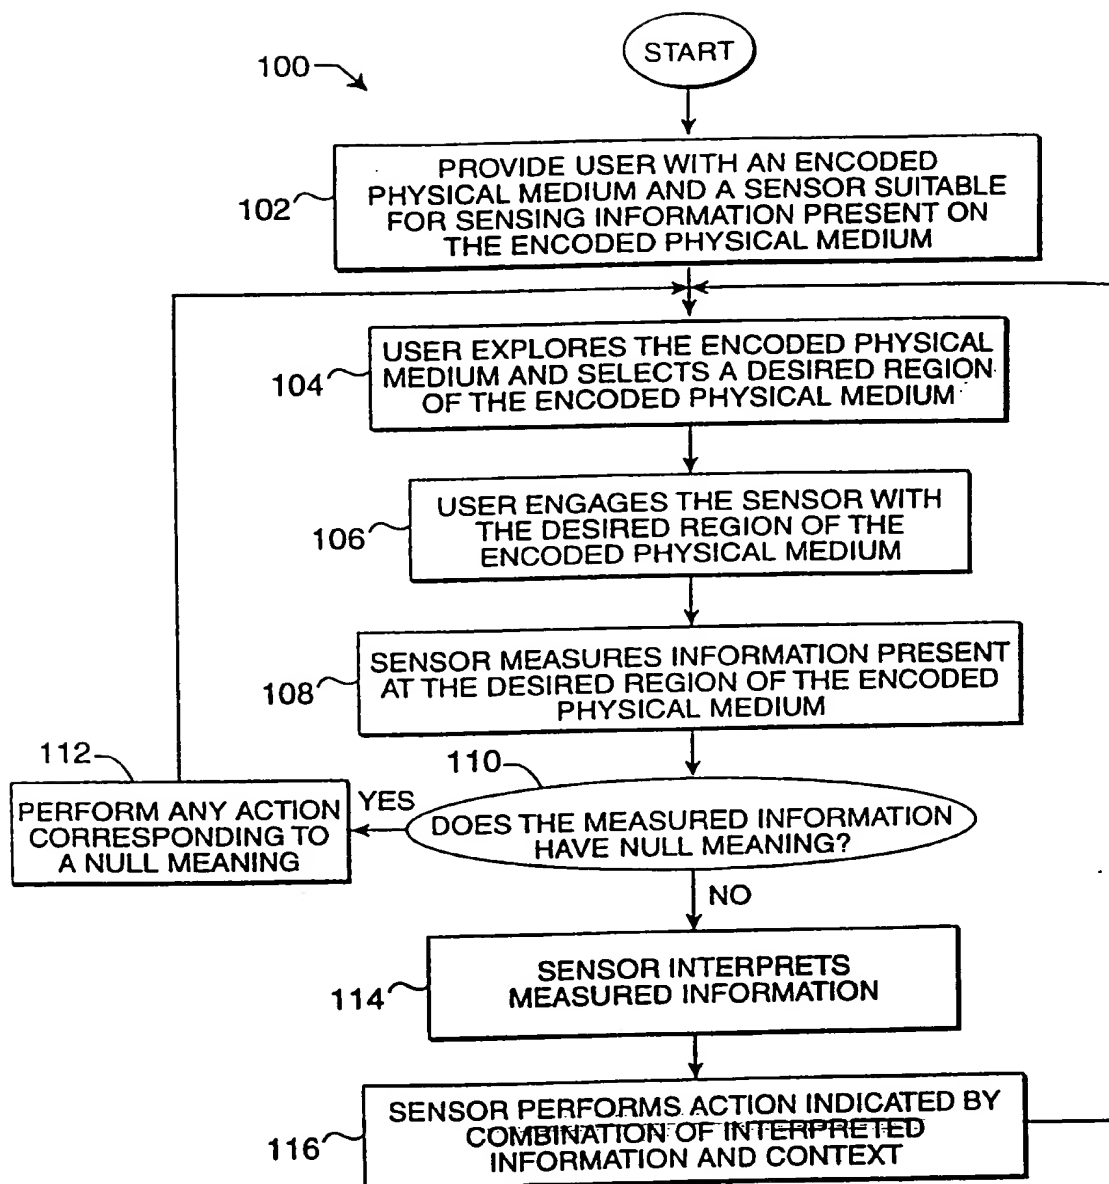 START
100
PROVIDE USER WITH AN ENCODED
PHYSICAL MEDIUM AND A SENSOR SUITABLE
FOR SENSING INFORMATION PRESENT ON
THE ENCODED PHYSICAL MEDIUM
102
USER EXPLORES THE ENCODED PHYSICAL
MEDIUM AND SELECTS A DESIRED REGION
OF THE ENCODED PHYSICAL MEDIUM
104
USER ENGAGES THE SENSOR WITH
THE DESIRED REGION OF THE
ENCODED PHYSICAL MEDIUM
106
SENSOR MEASURES INFORMATION PRESENT
AT THE DESIRED REGION OF THE ENCODED
PHYSICAL MEDIUM
108
110
DOES THE MEASURED INFORMATION
HAVE NULL MEANING?
YES
112
PERFORM ANY ACTION
CORRESPONDING TO
A NULL MEANING
NO
SENSOR INTERPRETS
MEASURED INFORMATION
114
SENSOR PERFORMS ACTION INDICATED BY
COMBINATION OF INTERPRETED
INFORMATION AND CONTEXT
116